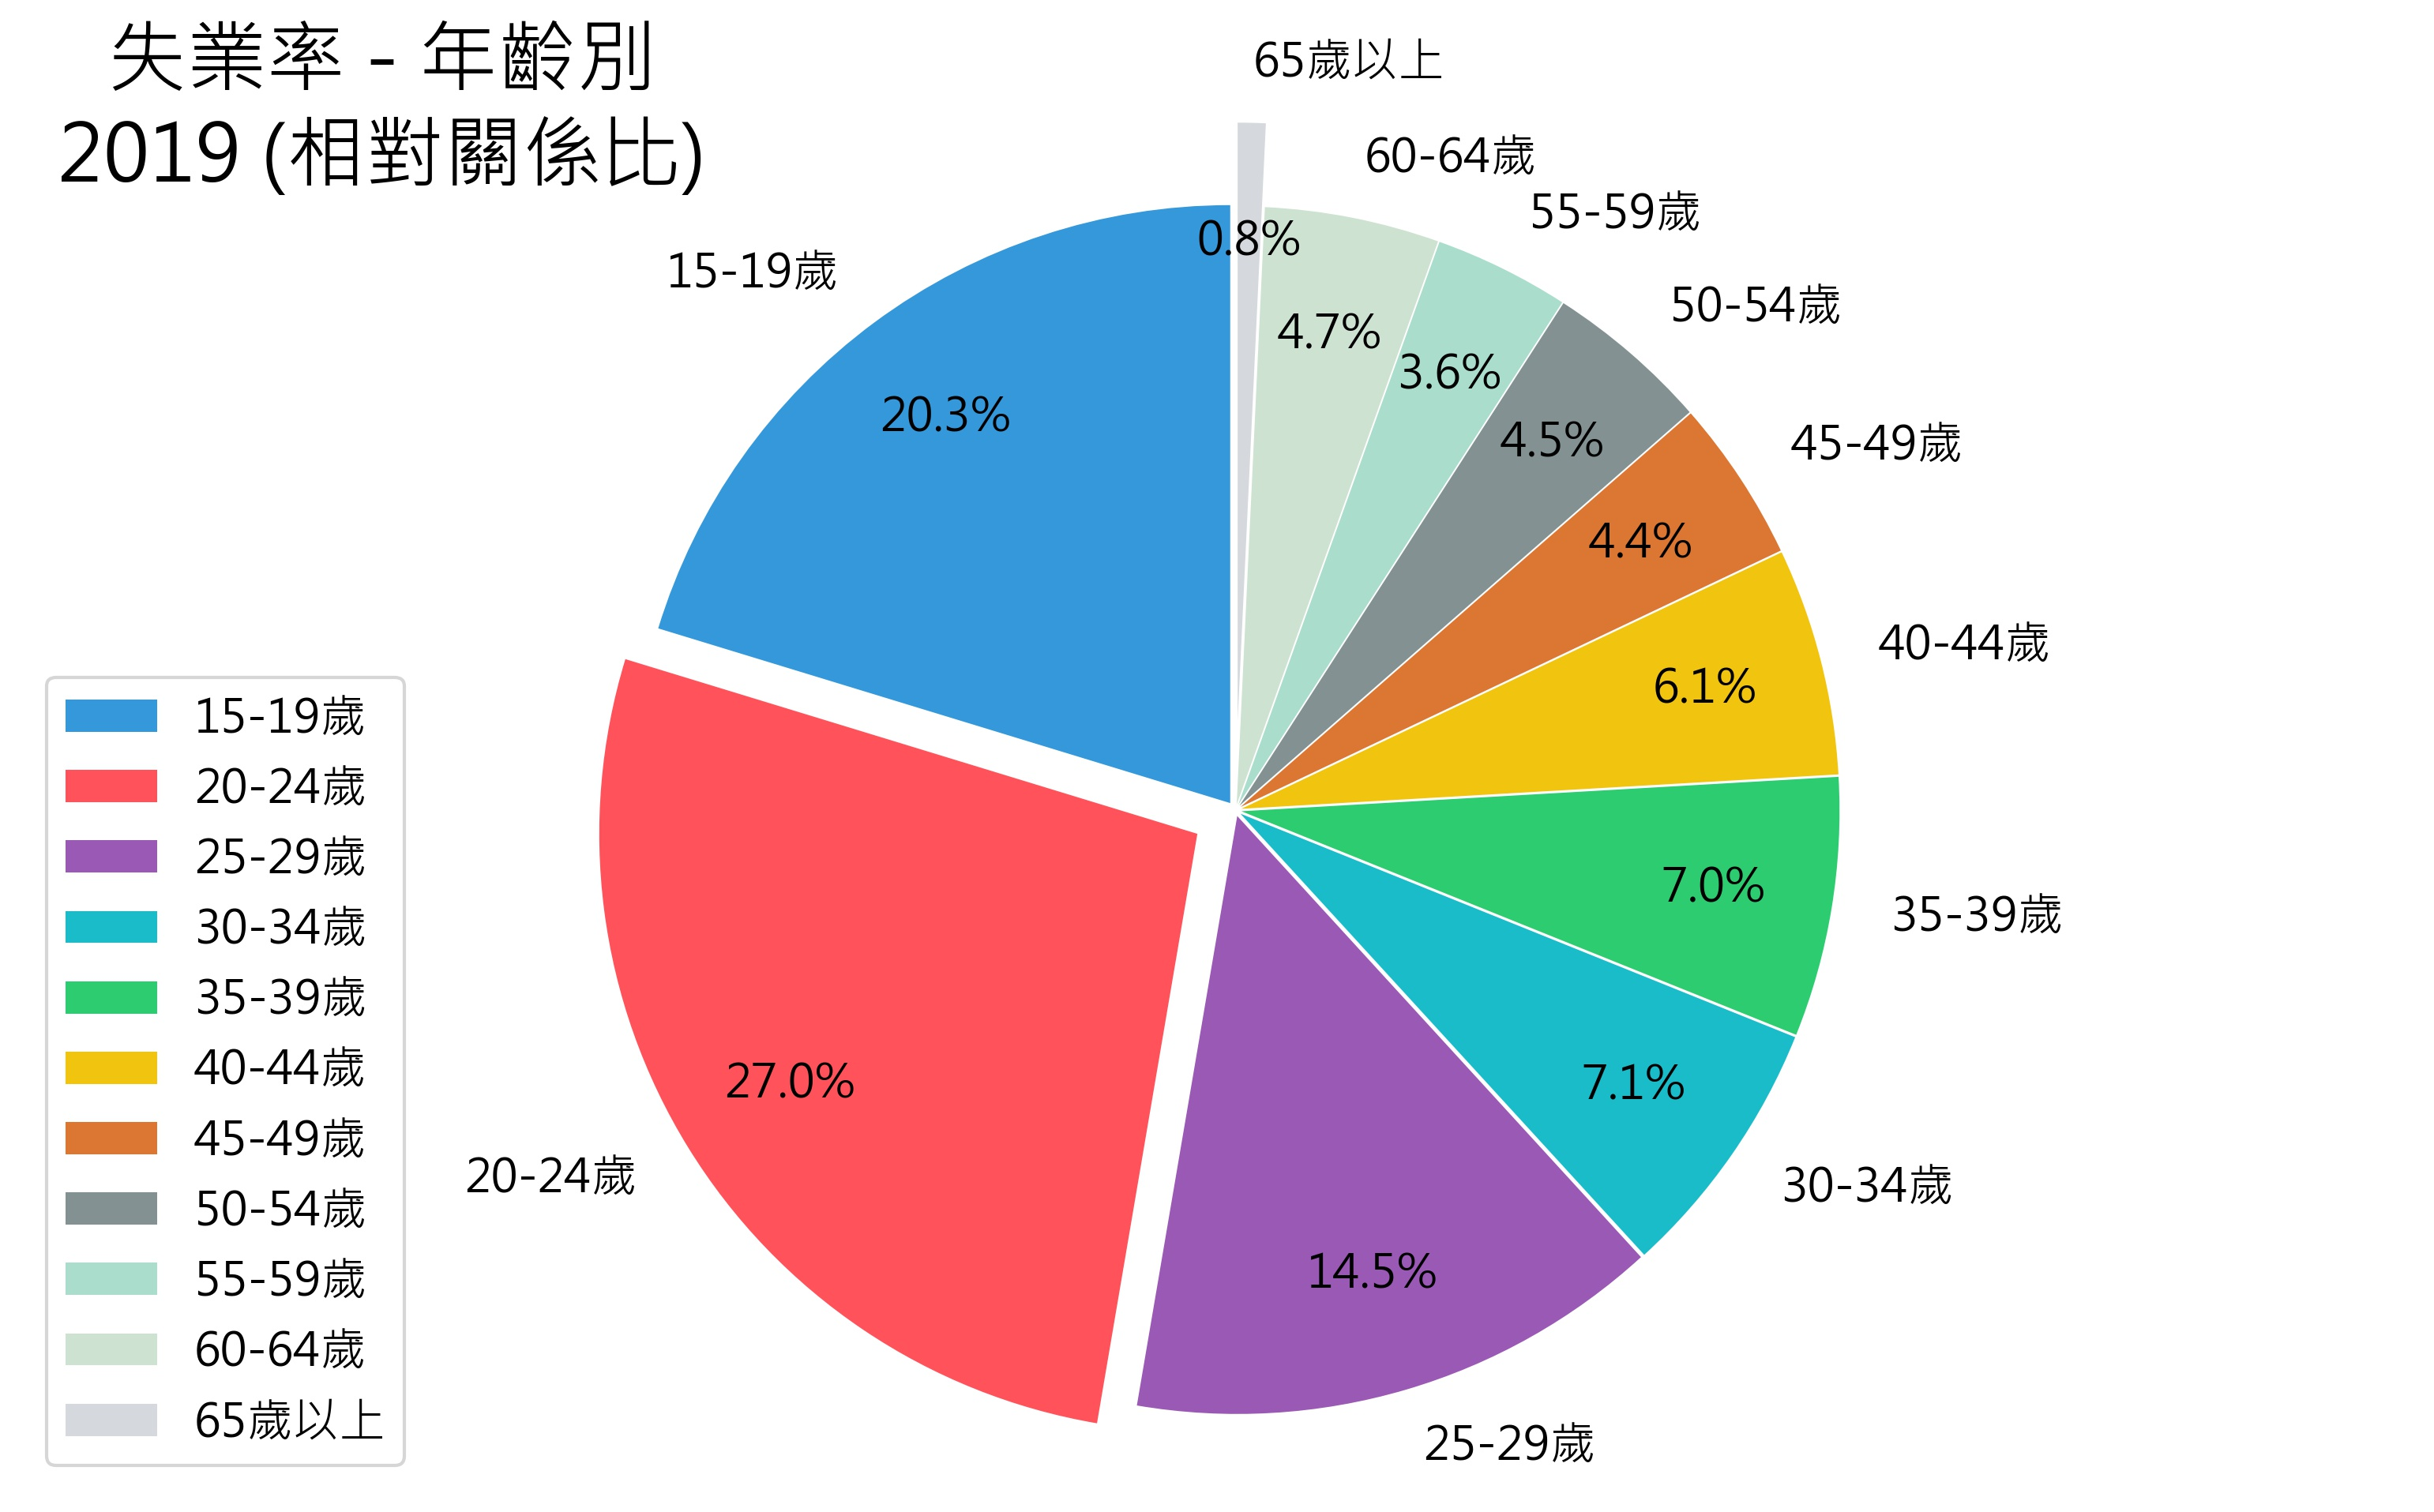 失業率 - 年齡別
2019 (相對關係比)
65歲以上
60-64歲
55-59歲
50-54歲
45-49歲
40-44歲
35-39歲
30-34歲
25-29歲
20-24歲
15-19歲
0.8%
4.7%
3.6%
4.5%
4.4%
6.1%
7.0%
7.1%
14.5%
27.0%
20.3%
15-19歲
20-24歲
25-29歲
30-34歲
35-39歲
40-44歲
45-49歲
50-54歲
55-59歲
60-64歲
65歲以上